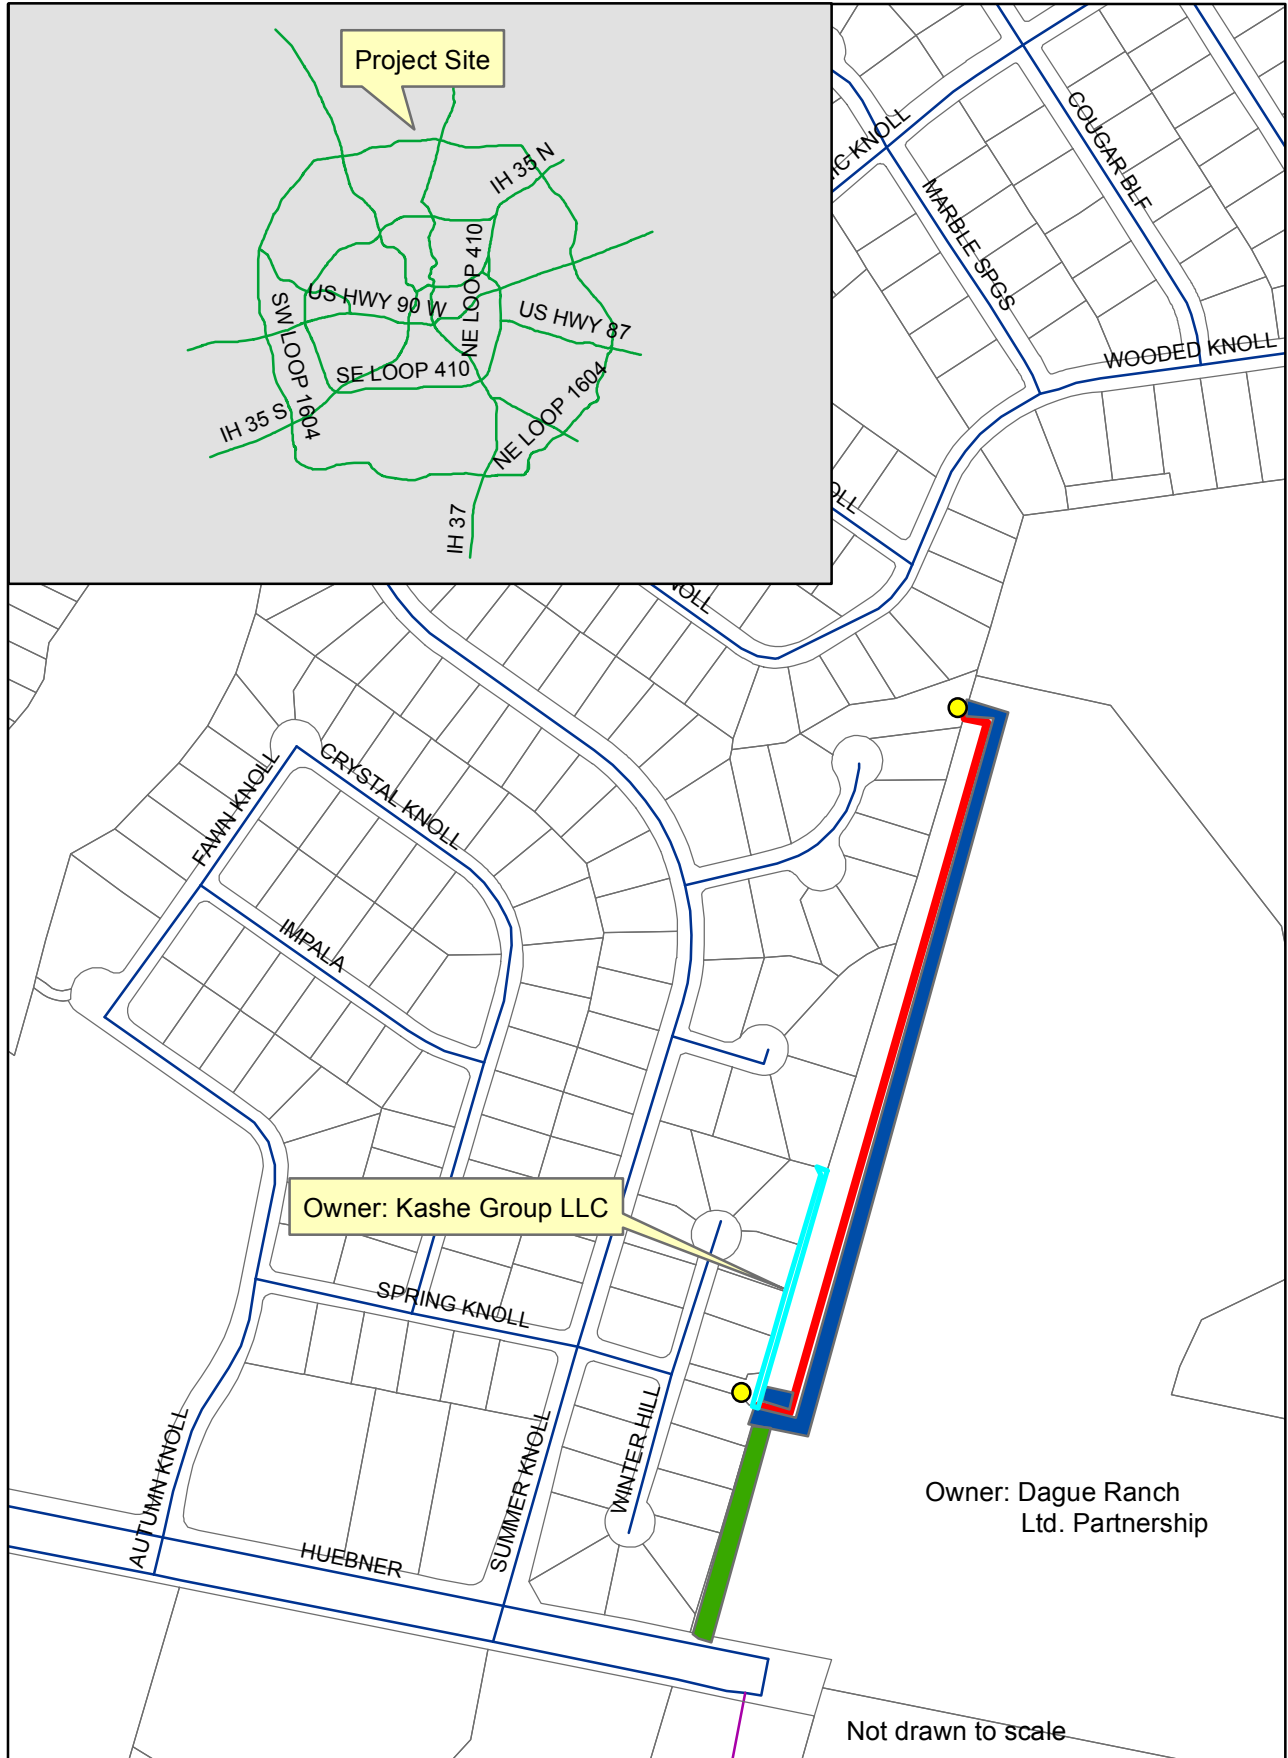 Project Site
IH 35 N
NE LOOP 410
US HWY 90 W
US HWY 87
SW LOOP 1604
SE LOOP 410
NE LOOP 1604
IH 35 S
IH 37
KNOLL
COUGAR BLF
MARBLE SPGS
WOODED KNOLL
FAWN KNOLL
CRYSTAL KNOLL
IMPALA
Owner: Kashe Group LLC
SPRING KNOLL
AUTUMN KNOLL
SUMMER KNOLL
WINTER HILL
HUEBNER
Owner: Dague Ranch
Ltd. Partnership
Not drawn to scale